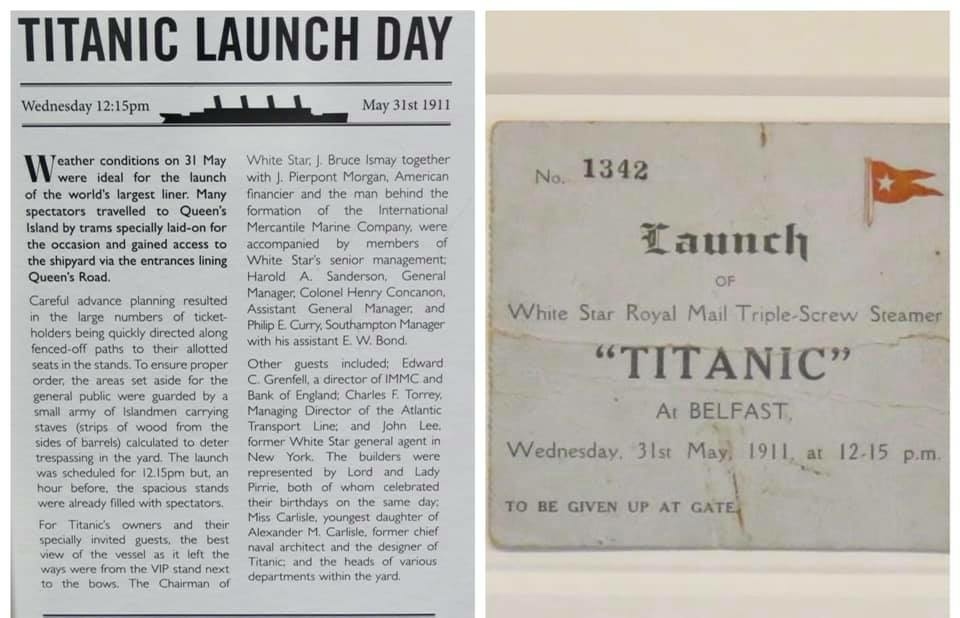 TITANIC LAUNCH DAY
Wednesday 12:15pm
May 31st 1911
Weather conditions on 31 May
were ideal for the launch
of the world's largest liner. Many
spectators travelled to Queen's
Island by trams specially laid-on for
the occasion and gained access to
the shipyard via the entrances lining
Queen's Road.
Careful advance planning resulted
in the large numbers of ticket-
holders being quickly directed along
fenced-off paths to their allotted
seats in the stands. To ensure proper
order, the areas set aside for the
general public were guarded by a
small army of Islandmen carrying
staves (strips of wood from the
sides of barrels) calculated to deter
trespassing in the yard. The launch
was scheduled for 12.15pm but, an
hour before, the spacious stands
were already filled with spectators.
For Titanic's owners and their
specially invited guests, the best
view of the vessel as it left the
ways were from the VIP stand next
to the bows. The Chairman of
White Star, J. Bruce Ismay together
with J. Pierpont Morgan, American
financier and the man behind the
formation of the International
Mercantile Marine Company, were
accompanied by members of
White Star's senior management;
Harold A. Sanderson, General
Manager, Colonel Henry Concanon,
Assistant General Manager, and
Philip E. Curry, Southampton Manager
with his assistant E. W. Bond.
Other guests included; Edward
C. Grenfell, a director of IMMC and
Bank of England; Charles F. Torrey,
Managing Director of the Atlantic
Transport Line; and John Lee,
former White Star general agent in
New York. The builders were
represented by Lord and Lady
Pirrie, both of whom celebrated
their birthdays on the same day;
Miss Carlisle, youngest daughter of
Alexander M. Carlisle, former chief
naval architect and the designer of
Titanic; and the heads of various
departments within the yard.
No. 1342
Launch
OF
White Star Royal Mail Triple-Screw Steamer
"TITANIC"
At BELFAST,
Wednesday, 31st May, 1911, at 12-15 p.m.
TO BE GIVEN UP AT GATE.